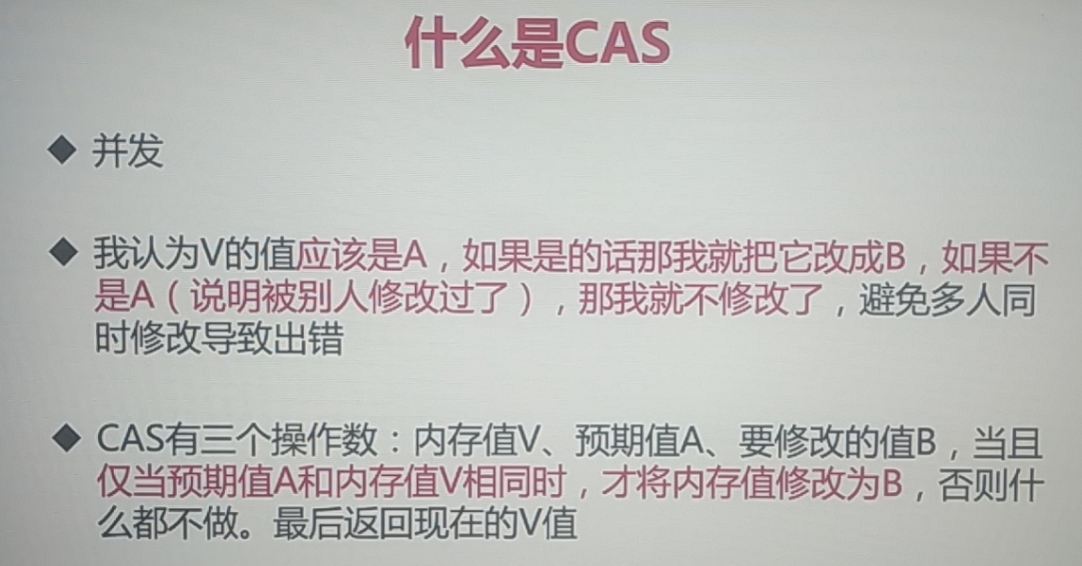 什么是CAS
◆ 并发
◆ 我认为V的值应该是A，如果是的话那我就把它改成B，如果不
是A（说明被别人修改过了），那我就不修改了，避免多人同
时修改导致出错
◆ CAS有三个操作数：内存值V、预期值A、要修改的值B，当且
仅当预期值A和内存值V相同时，才将内存值修改为B，否则什
么都不做。最后返回现在的V值